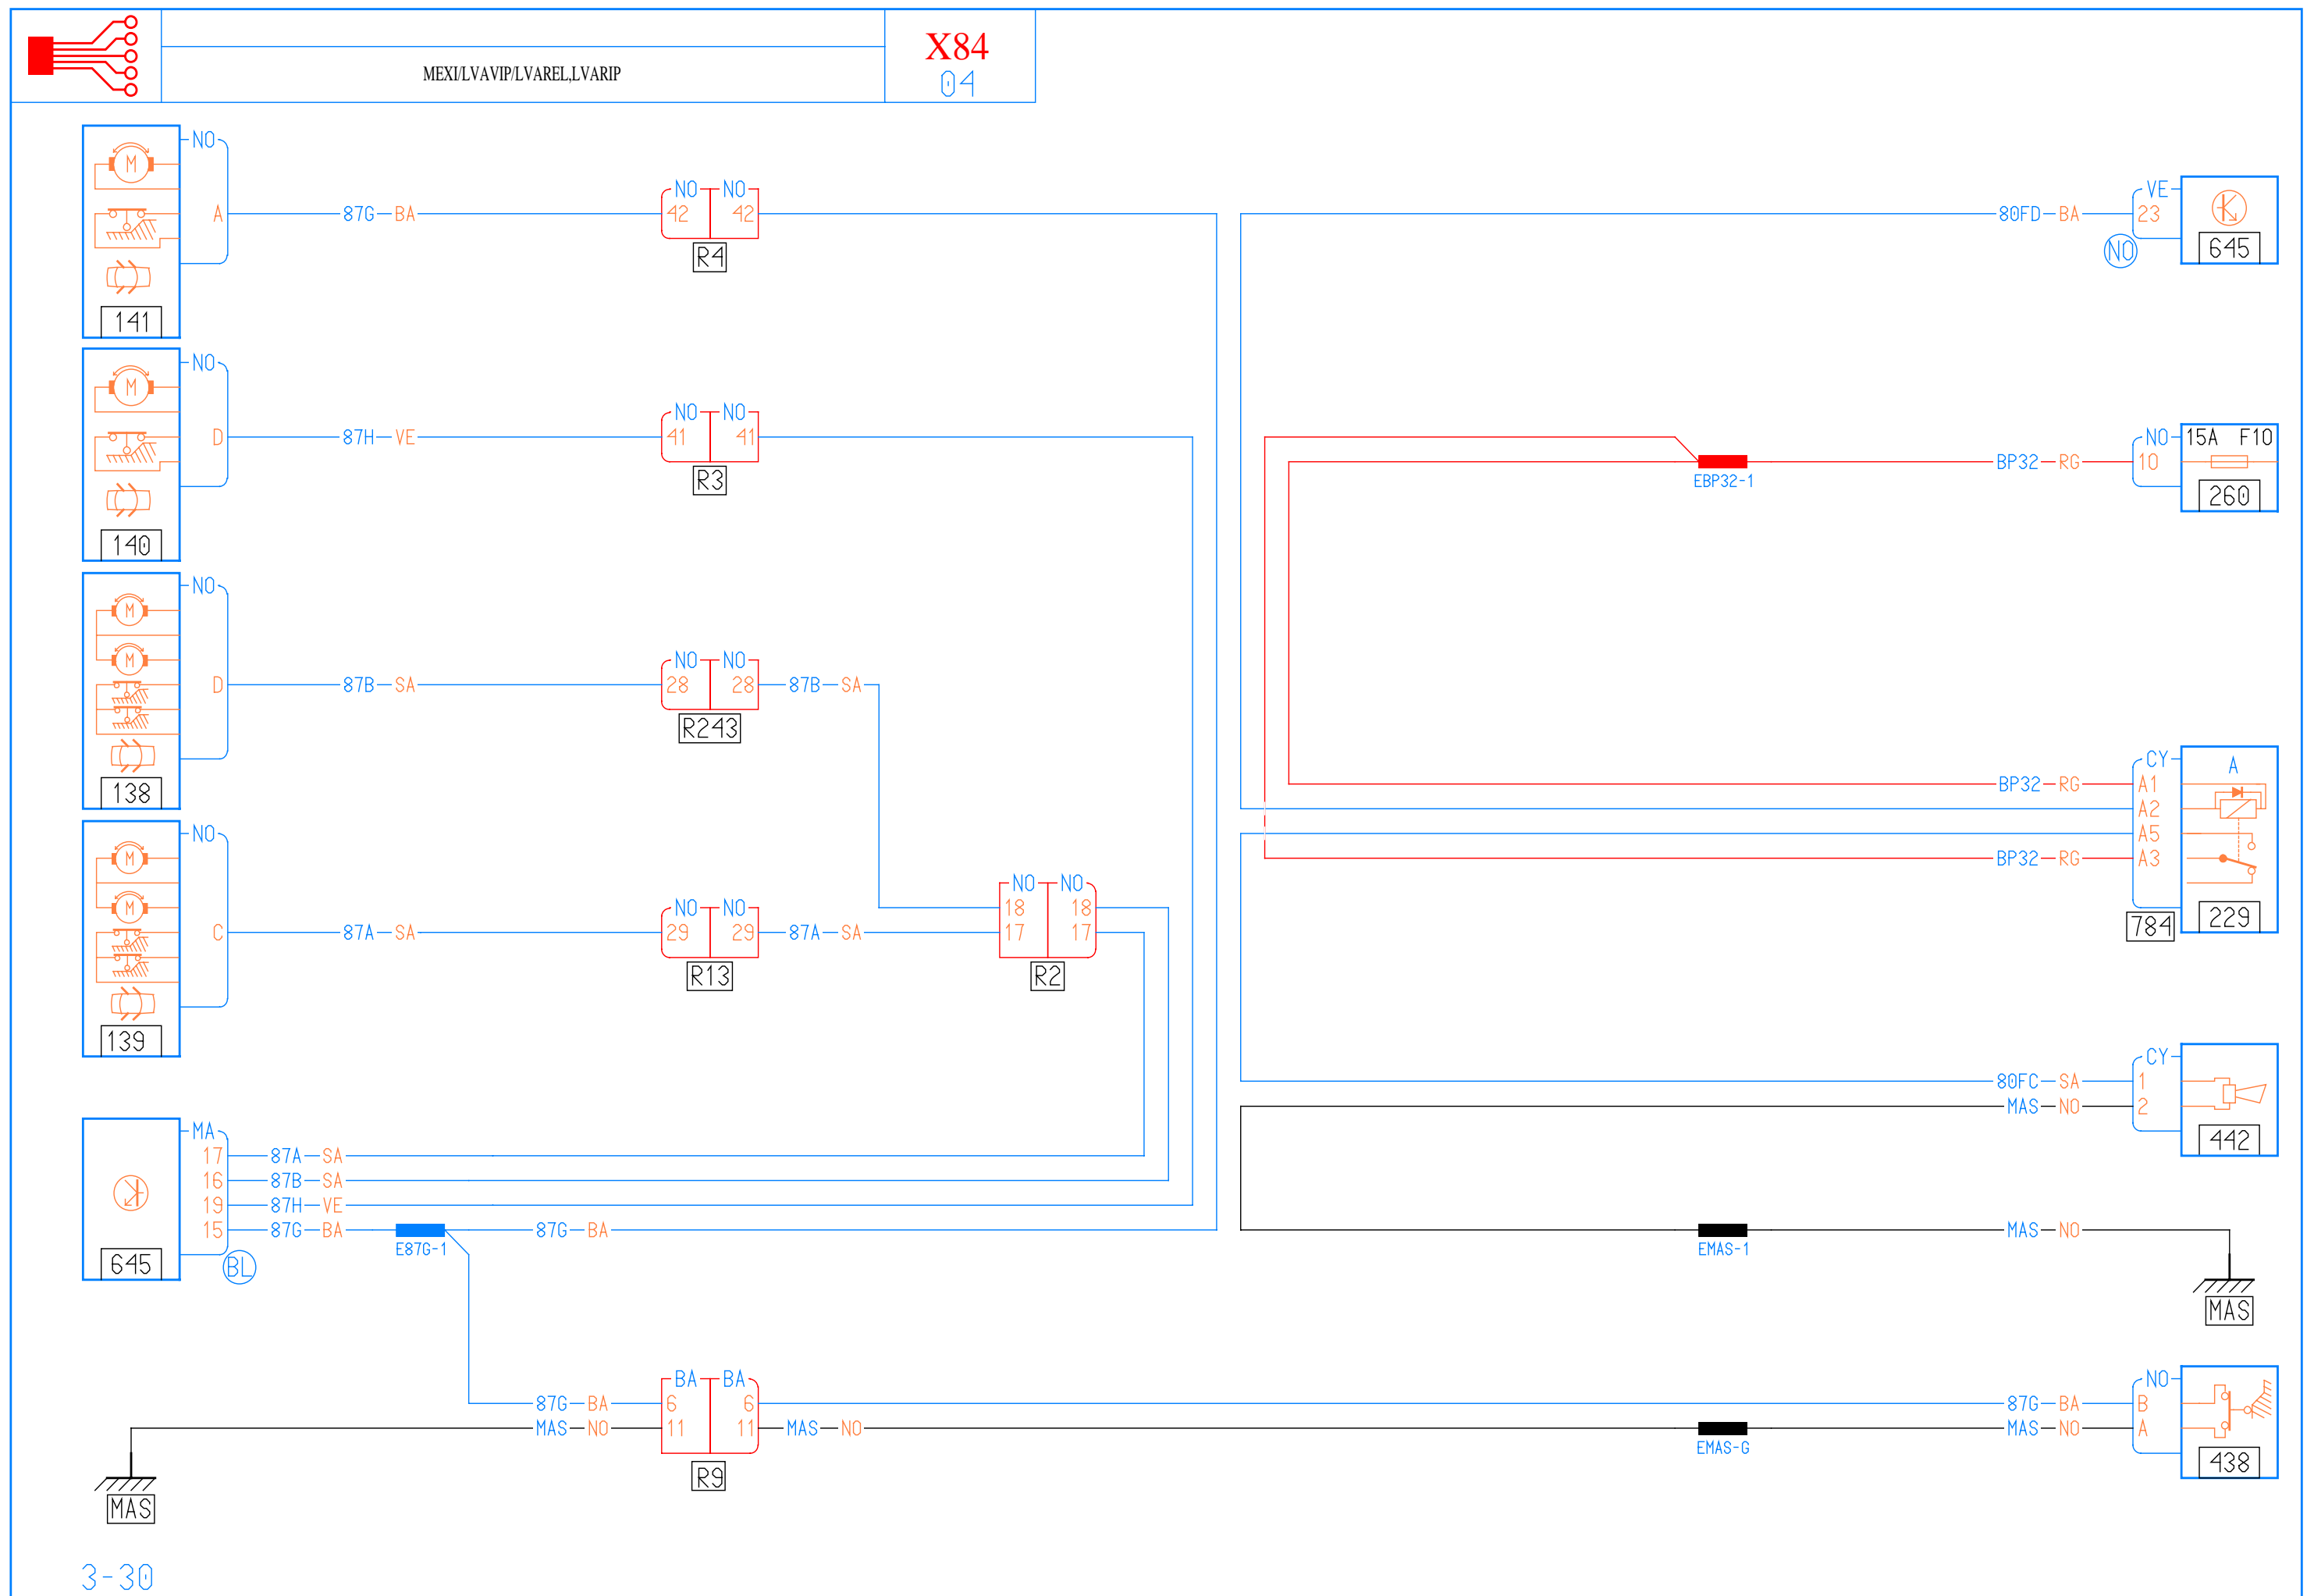 X84
MEXI/LVAVIP/LVAREL,LVARIP
04
NO
M
A 87G BA
NO NO
42 42
R4
141
80FD BA
VE
23
NO
645
NO
M
D 87H VE
NO NO
41 41
R3
140
EBP32-1
BP32 RG
NO
10
15A F10
260
NO
M
M
D 87B SA
NO NO
28 28
87B SA
R243
138
BP32 RG
BP32 RG
CY
A1
A2
A5
A3
A
784
229
NO
M
M
C 87A SA
NO NO
29 29
87A SA
R13
139
NO NO
18 18
17 17
R2
80FC SA
MAS NO
CY
1
2
442
MA
17 87A SA
16 87B SA
19 87H VE
15 87G BA
E87G-1
87G BA
645
BL
EMAS-1
MAS NO
MAS
87G BA
MAS NO
BA BA
6 6
11 11
MAS NO
R9
MAS
EMAS-G
87G BA
MAS NO
NO
B
A
438
3-30